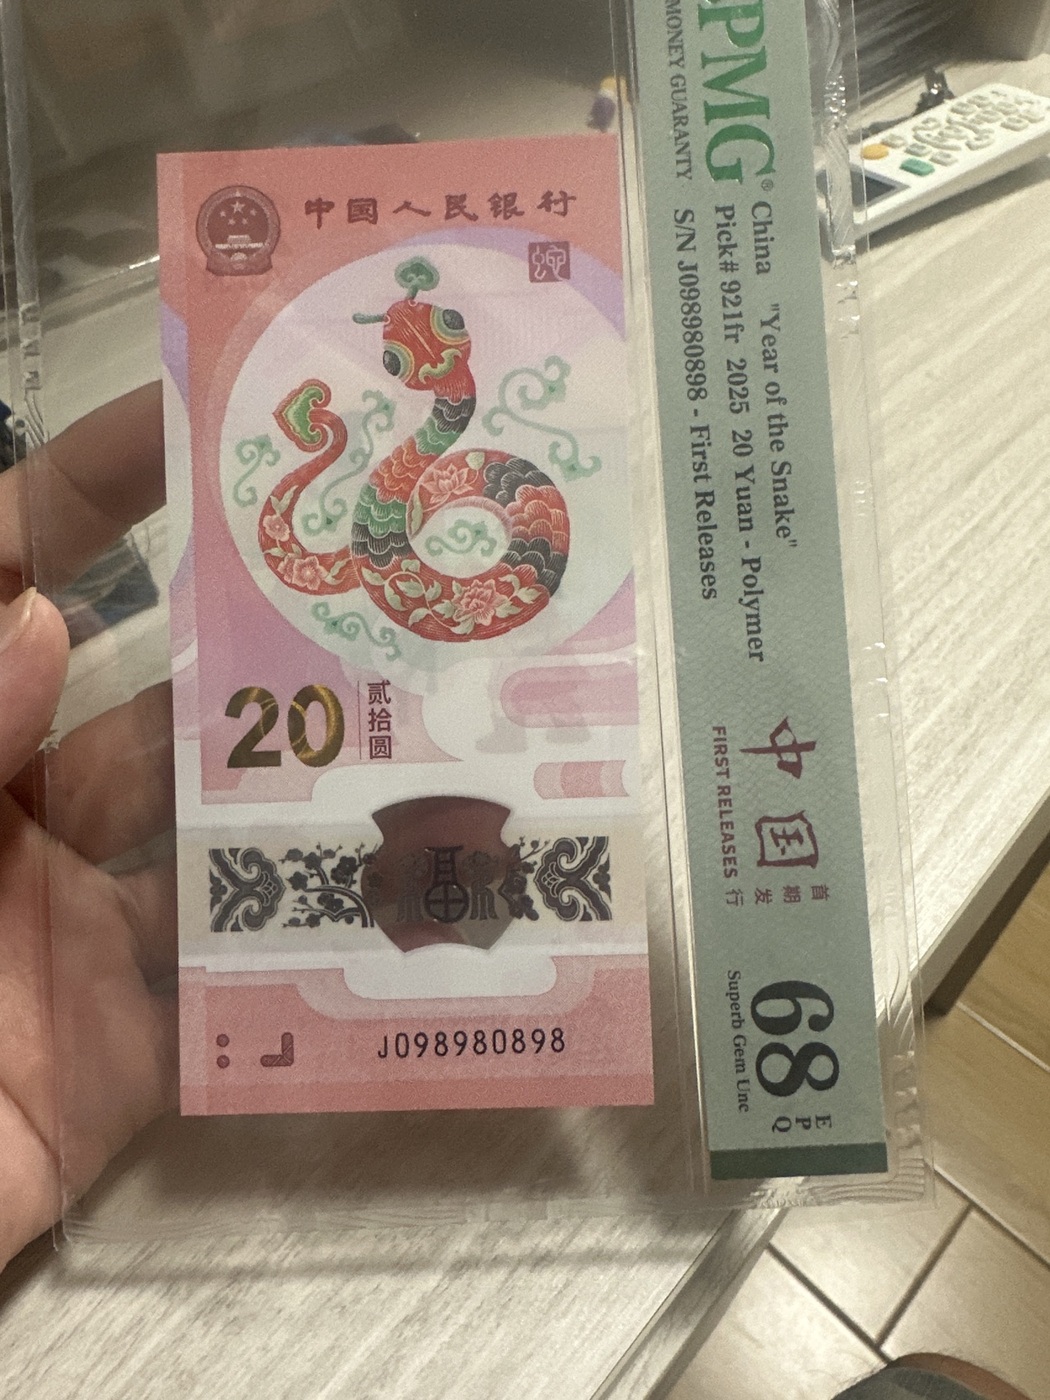 中国人民银行
蛇
20
贰拾圆
福
J098980898
PMG®
MONEY GUARANTY
China "Year of the Snake"
Pick# 921fr 2025 20 Yuan - Polymer
S/N J098980898 - First Releases
中国
FIRST RELEASES
首期发行
68
EPQ
Superb Gem Unc